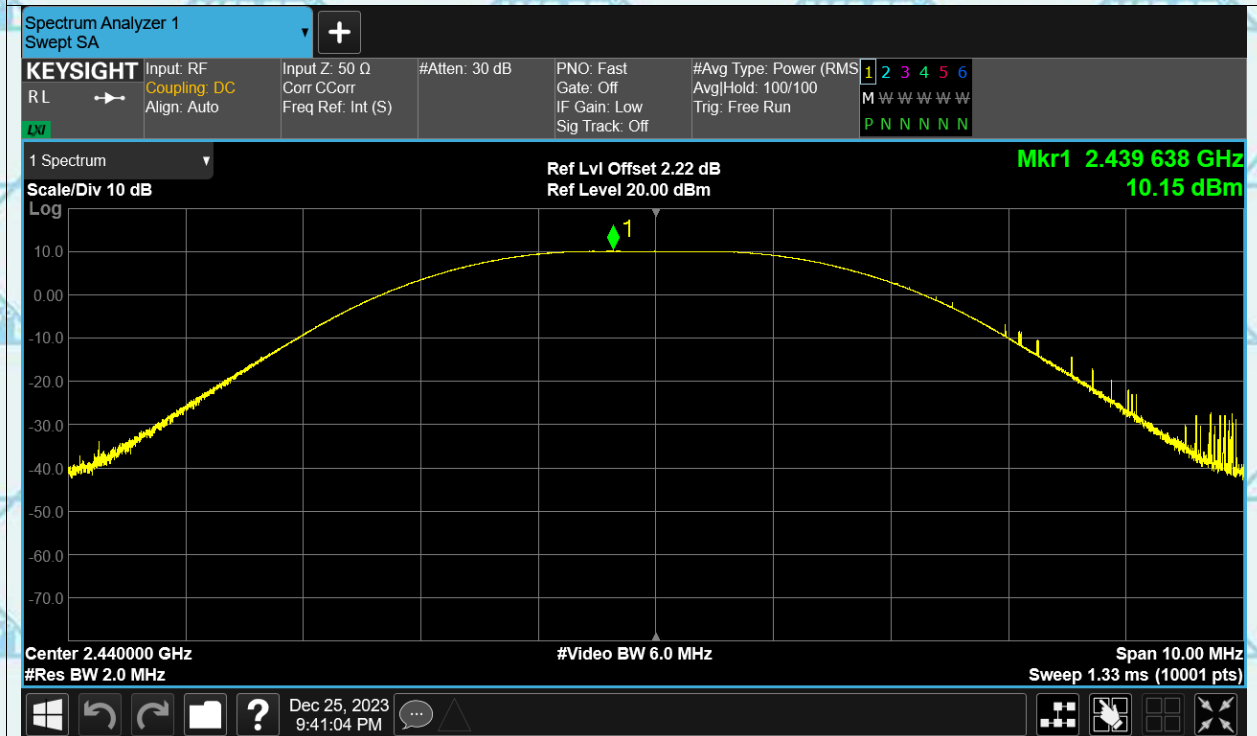 Spectrum Analyzer 1
Swept SA
KEYSIGHT
RL
LXI
Input: RF
Coupling: DC
Align: Auto
Input Z: 50 Ω
Corr CCorr
Freq Ref: Int (S)
#Atten: 30 dB
PNO: Fast
Gate: Off
IF Gain: Low
Sig Track: Off
#Avg Type: Power (RMS
Avg|Hold: 100/100
Trig: Free Run
1 2 3 4 5 6
M W W W W W
P N N N N N
1 Spectrum
Scale/Div 10 dB
Log
Ref Lvl Offset 2.22 dB
Ref Level 20.00 dBm
Mkr1 2.439 638 GHz
10.15 dBm
1
10.0
0.00
-10.0
-20.0
-30.0
-40.0
-50.0
-60.0
-70.0
Center 2.440000 GHz
#Res BW 2.0 MHz
#Video BW 6.0 MHz
Span 10.00 MHz
Sweep 1.33 ms (10001 pts)
?
Dec 25, 2023
9:41:04 PM